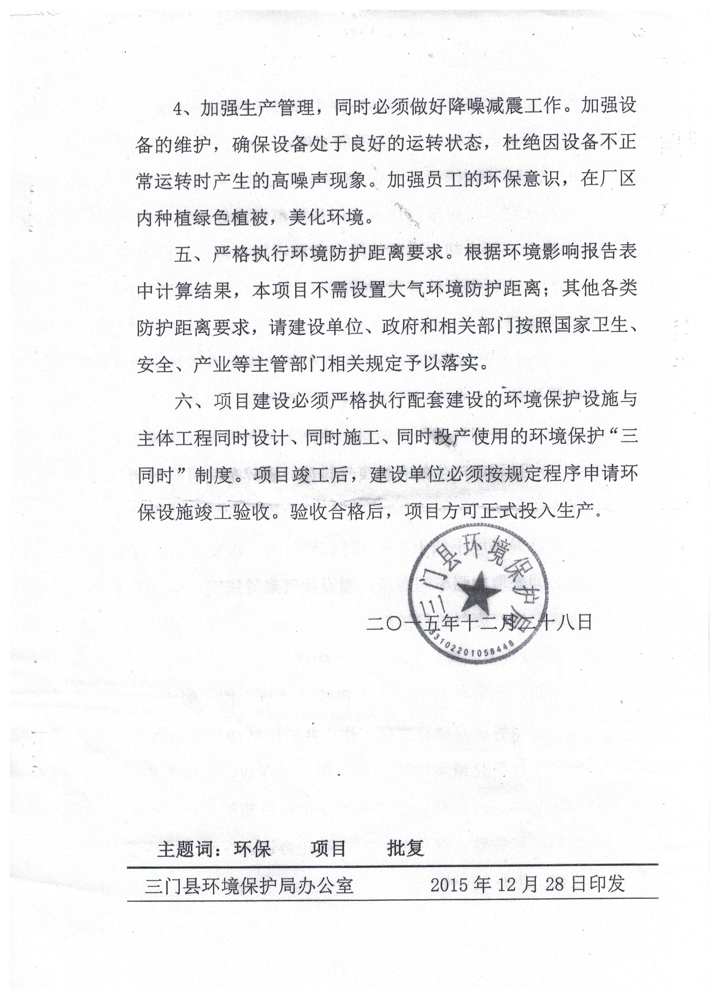 4、加强生产管理，同时必须做好降噪减震工作。加强设
备的维护，确保设备处于良好的运转状态，杜绝因设备不正
常运转时产生的高噪声现象。加强员工的环保意识，在厂区
内种植绿色植被，美化环境。
五、严格执行环境防护距离要求。根据环境影响报告表
中计算结果，本项目不需设置大气环境防护距离；其他各类
防护距离要求，请建设单位、政府和相关部门按照国家卫生、
安全、产业等主管部门相关规定予以落实。
六、项目建设必须严格执行配套建设的环境保护设施与
主体工程同时设计、同时施工、同时投产使用的环境保护“三
同时”制度。项目竣工后，建设单位必须按规定程序申请环
保设施竣工验收。验收合格后，项目方可正式投入生产。
三门县环境保护局
二〇一五年十二月二十八日
33102201058448
主题词：环保 项目 批复
三门县环境保护局办公室 2015年12月28日印发